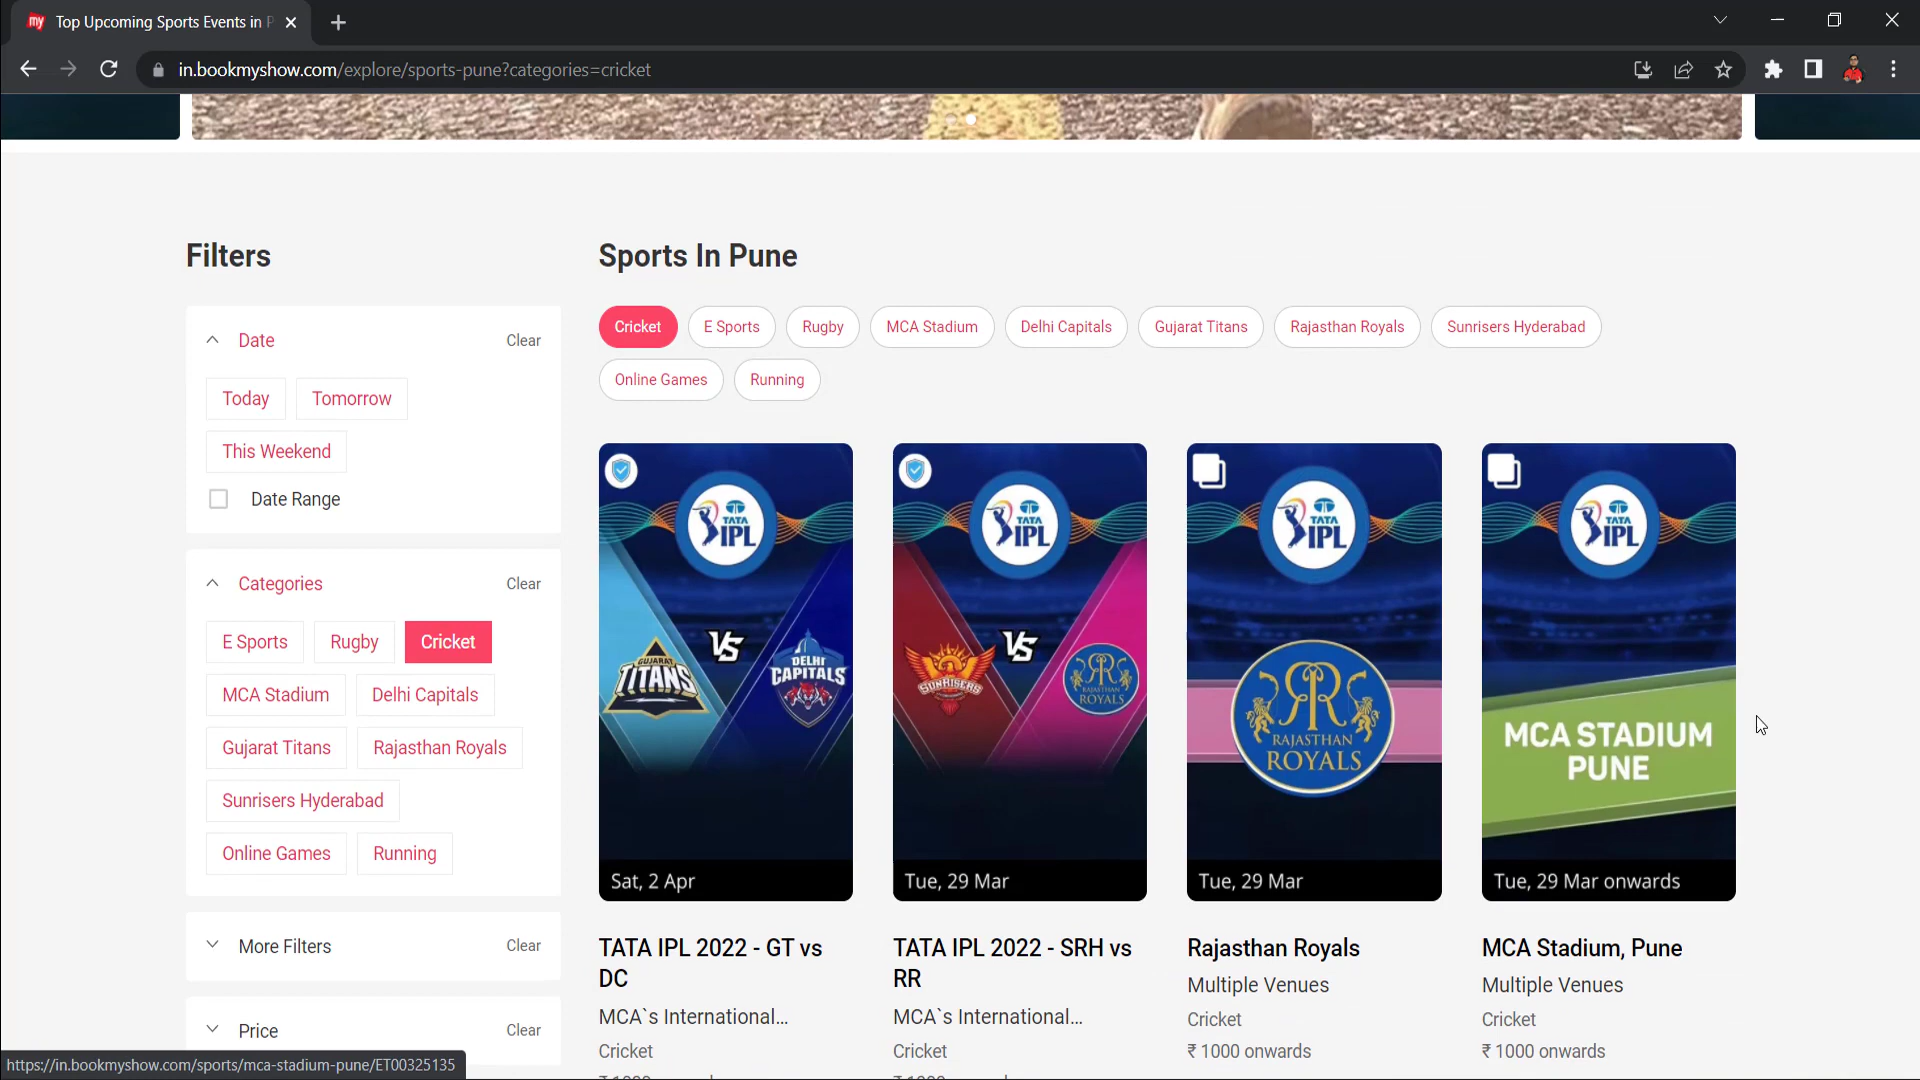 my Top Upcoming Sports Events in P
in.bookmyshow.com/explore/sports-pune?categories=cricket
Filters
Sports In Pune
Date
Clear
Today
Tomorrow
This Weekend
Date Range
Categories
Clear
E Sports
Rugby
Cricket
MCA Stadium
Delhi Capitals
Gujarat Titans
Rajasthan Royals
Sunrisers Hyderabad
Online Games
Running
More Filters
Clear
Price
Clear
Cricket
E Sports
Rugby
MCA Stadium
Delhi Capitals
Gujarat Titans
Rajasthan Royals
Sunrisers Hyderabad
Online Games
Running
TATA
IPL
GUJARAT
TITANS
VS
DELHI
CAPITALS
Sat, 2 Apr
TATA IPL 2022 - GT vs
DC
MCA`s International...
Cricket
TATA
IPL
SUNRISERS
VS
RR
RAJASTHAN
ROYALS
Tue, 29 Mar
TATA IPL 2022 - SRH vs
RR
MCA`s International...
Cricket
TATA
IPL
RR
RAJASTHAN
ROYALS
Tue, 29 Mar
Rajasthan Royals
Multiple Venues
Cricket
₹ 1000 onwards
TATA
IPL
MCA STADIUM
PUNE
Tue, 29 Mar onwards
MCA Stadium, Pune
Multiple Venues
Cricket
₹ 1000 onwards
https://in.bookmyshow.com/sports/mca-stadium-pune/ET00325135